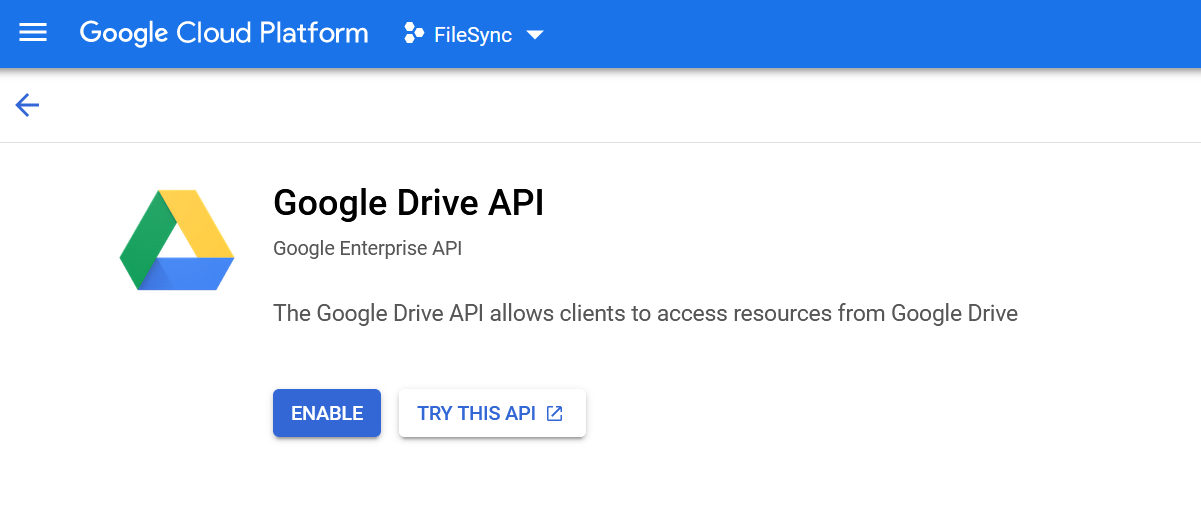 Google Cloud Platform FileSync
Google Drive API
Google Enterprise API
The Google Drive API allows clients to access resources from Google Drive
ENABLE TRY THIS API